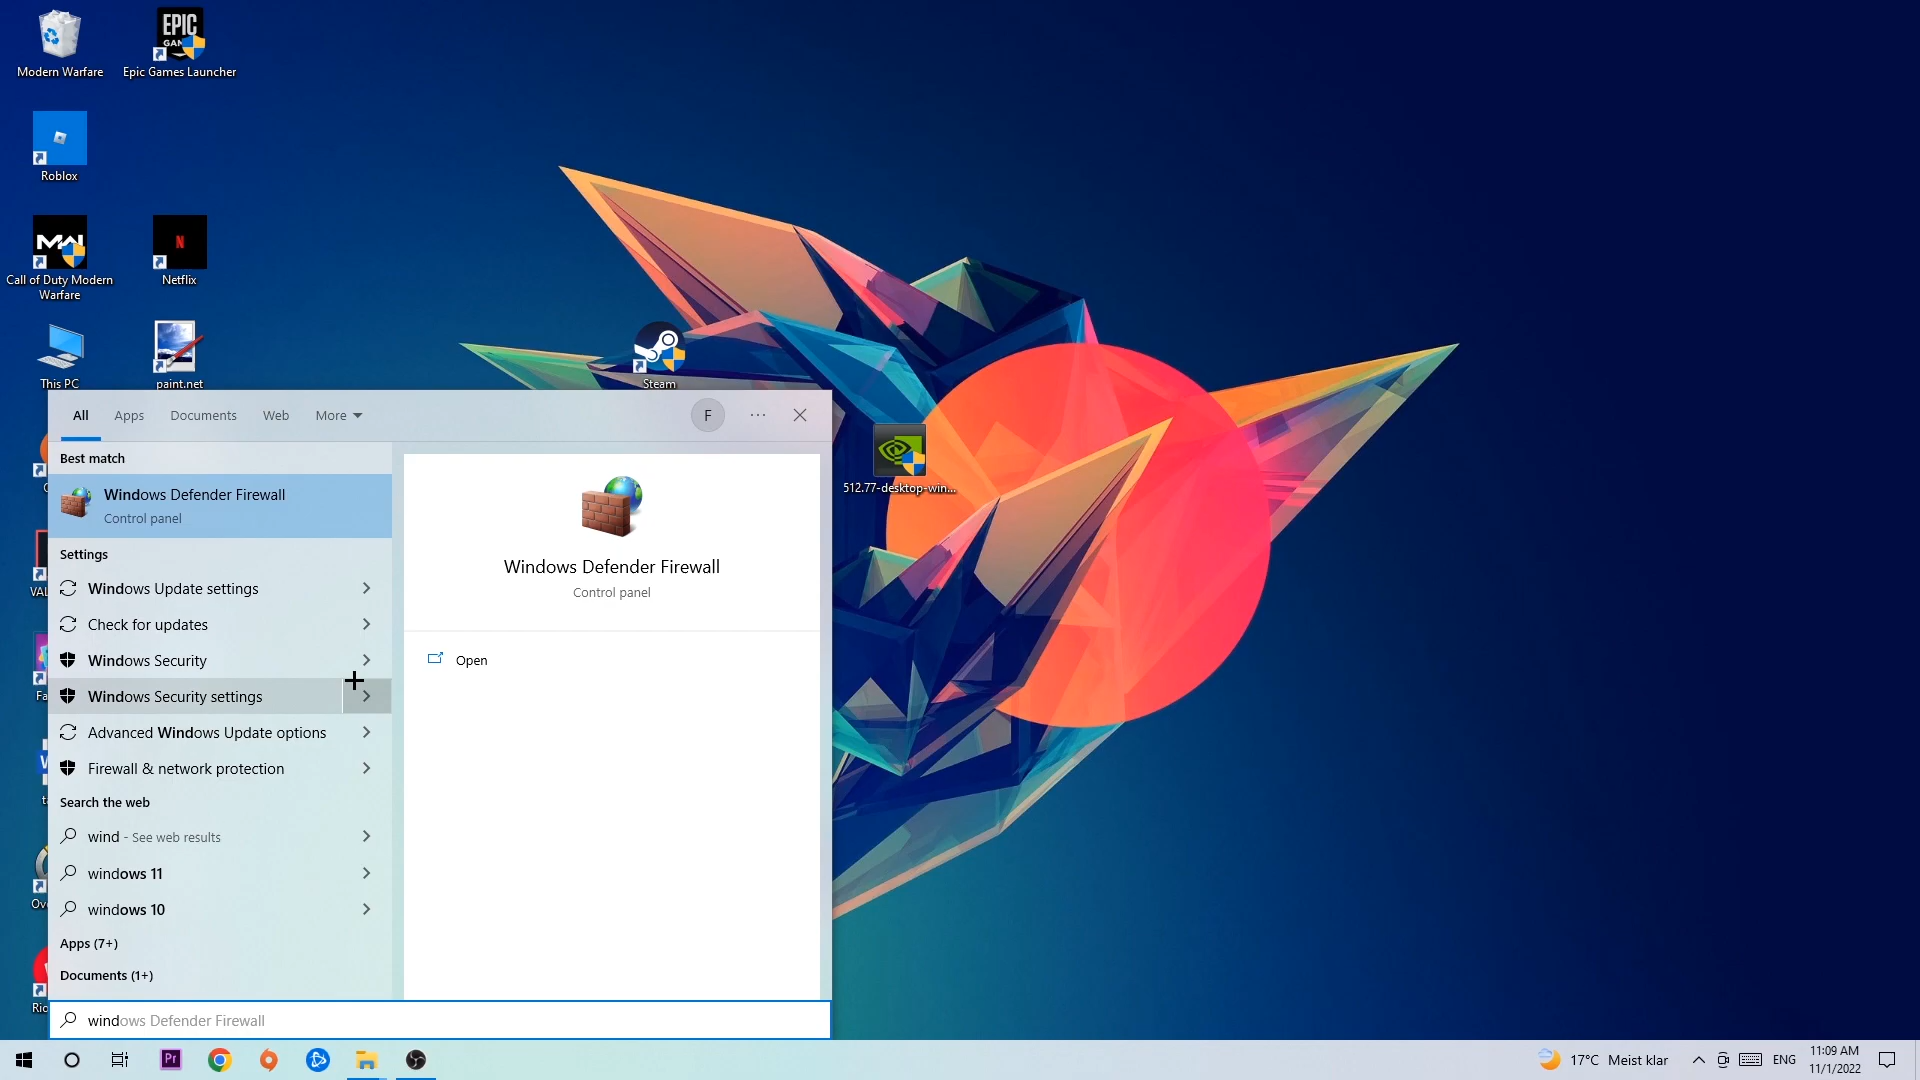 Modern Warfare
EPIC
Epic Games Launcher
Roblox
Call of Duty Modern
Warfare
N
Netflix
This PC
paint.net
Steam
512.77-desktop-win...
All
Apps
Documents
Web
More
F
Best match
Windows Defender Firewall
Control panel
Settings
Windows Update settings
Check for updates
Windows Security
Windows Security settings
Advanced Windows Update options
Firewall & network protection
Search the web
wind - See web results
windows 11
windows 10
Apps (7+)
Documents (1+)
Windows Defender Firewall
Control panel
Open
windows Defender Firewall
Pr
17°C Meist klar
ENG
11:09 AM
11/1/2022